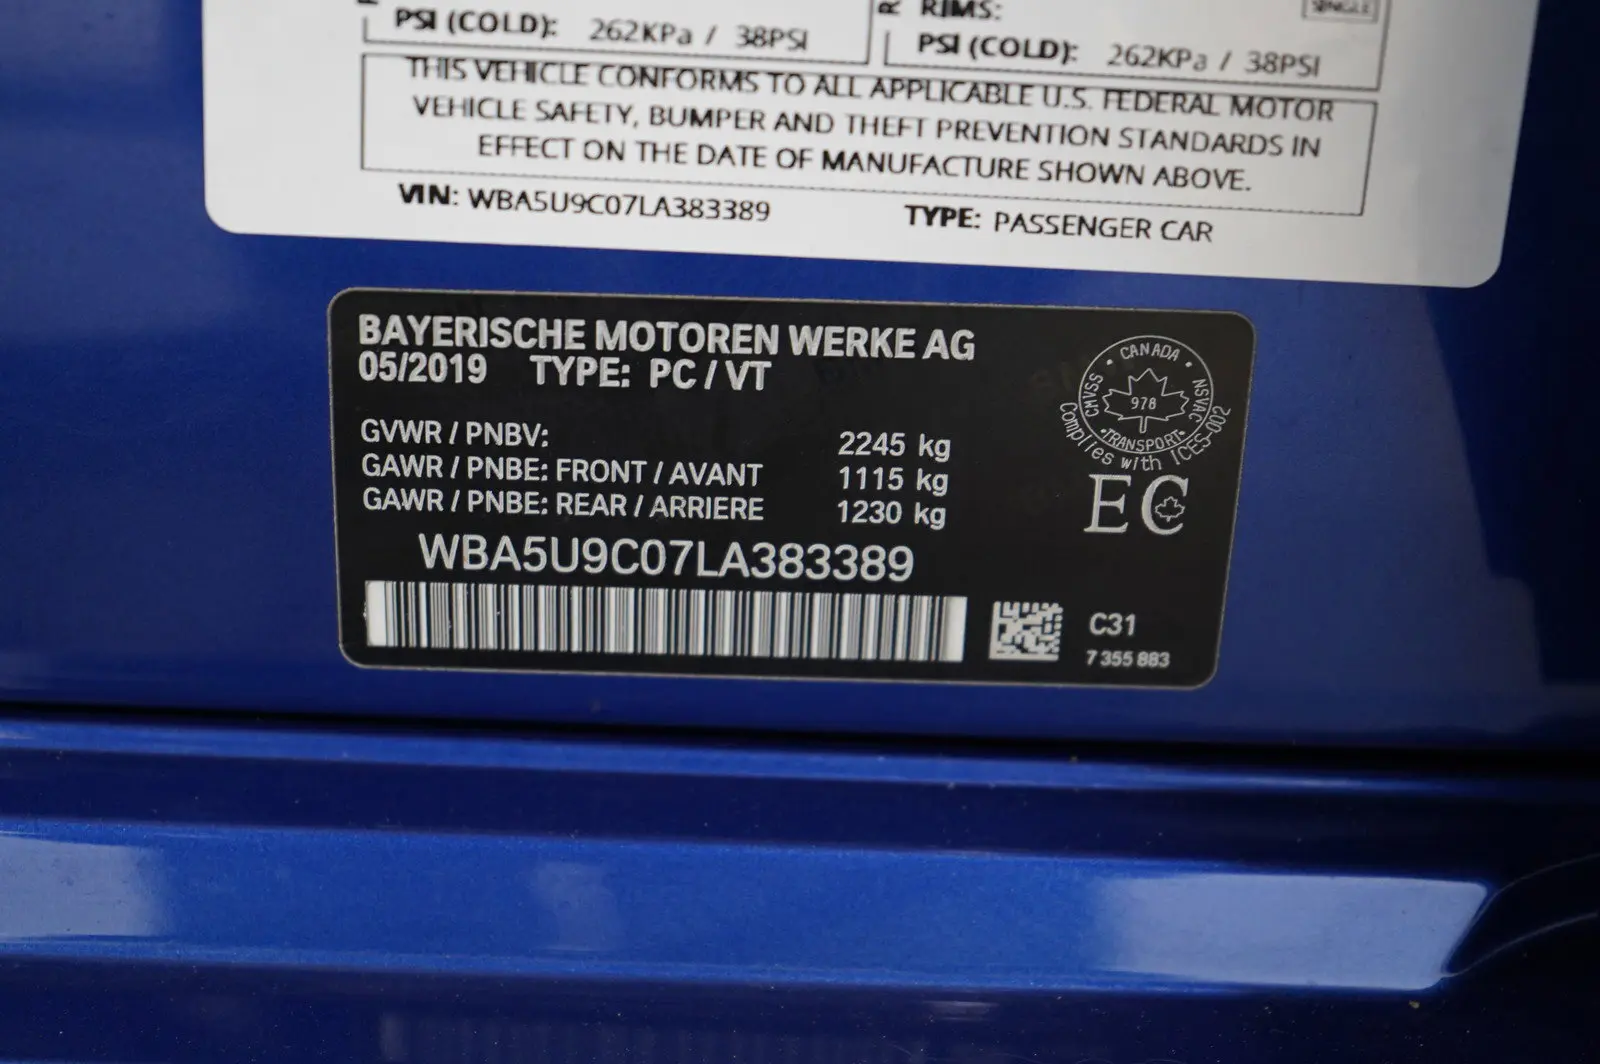 PSI (COLD): 262KPa / 38PSI
RIMS:
SINGLE
PSI (COLD): 262KPa / 38PSI
THIS VEHICLE CONFORMS TO ALL APPLICABLE U.S. FEDERAL MOTOR
VEHICLE SAFETY, BUMPER AND THEFT PREVENTION STANDARDS IN
EFFECT ON THE DATE OF MANUFACTURE SHOWN ABOVE.
VIN: WBA5U9C07LA383389 TYPE: PASSENGER CAR
BAYERISCHE MOTOREN WERKE AG
05/2019 TYPE: PC / VT
GVWR / PNBV: 2245 kg
GAWR / PNBE: FRONT / AVANT 1115 kg
GAWR / PNBE: REAR / ARRIERE 1230 kg
WBA5U9C07LA383389
CANADA
CMVSS
978
NSVAC
TRANSPORT
Complies with ICES-002
EC
C31
7 355 883